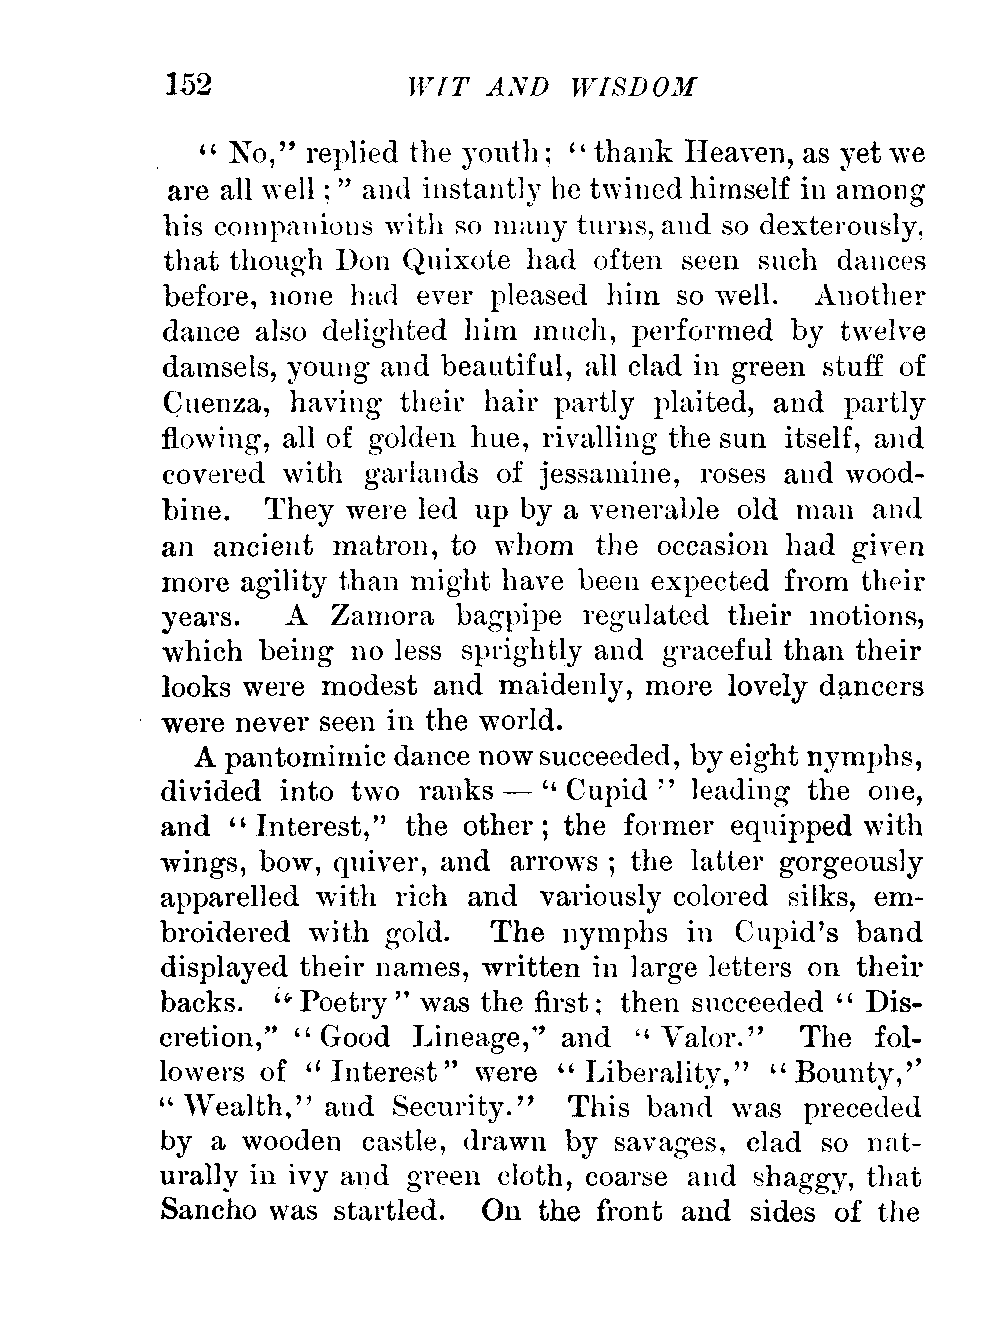 152 WIT AND WISDOM
“ No,” replied the youth ; “ thank Heaven, as yet we
are all well ; ” and instantly he twined himself in among
his companions with so many turns, and so dexterously,
that though Don Quixote had often seen such dances
before, none had ever pleased him so well. Another
dance also delighted him much, performed by twelve
damsels, young and beautiful, all clad in green stuff of
Cuenza, having their hair partly plaited, and partly
flowing, all of golden hue, rivalling the sun itself, and
covered with garlands of jessamine, roses and wood-
bine. They were led up by a venerable old man and
an ancient matron, to whom the occasion had given
more agility than might have been expected from their
years. A Zamora bagpipe regulated their motions,
which being no less sprightly and graceful than their
looks were modest and maidenly, more lovely dancers
were never seen in the world.
A pantomimic dance now succeeded, by eight nymphs,
divided into two ranks — “ Cupid ” leading the one,
and “ Interest,” the other ; the former equipped with
wings, bow, quiver, and arrows ; the latter gorgeously
apparelled with rich and variously colored silks, em-
broidered with gold. The nymphs in Cupid’s band
displayed their names, written in large letters on their
backs. “ Poetry ” was the first ; then succeeded “ Dis-
cretion,” “ Good Lineage,” and “ Valor.” The fol-
lowers of “ Interest ” were “ Liberality,” “ Bounty,”
“ Wealth,” and Security.” This band was preceded
by a wooden castle, drawn by savages, clad so nat-
urally in ivy and green cloth, coarse and shaggy, that
Sancho was startled. On the front and sides of the